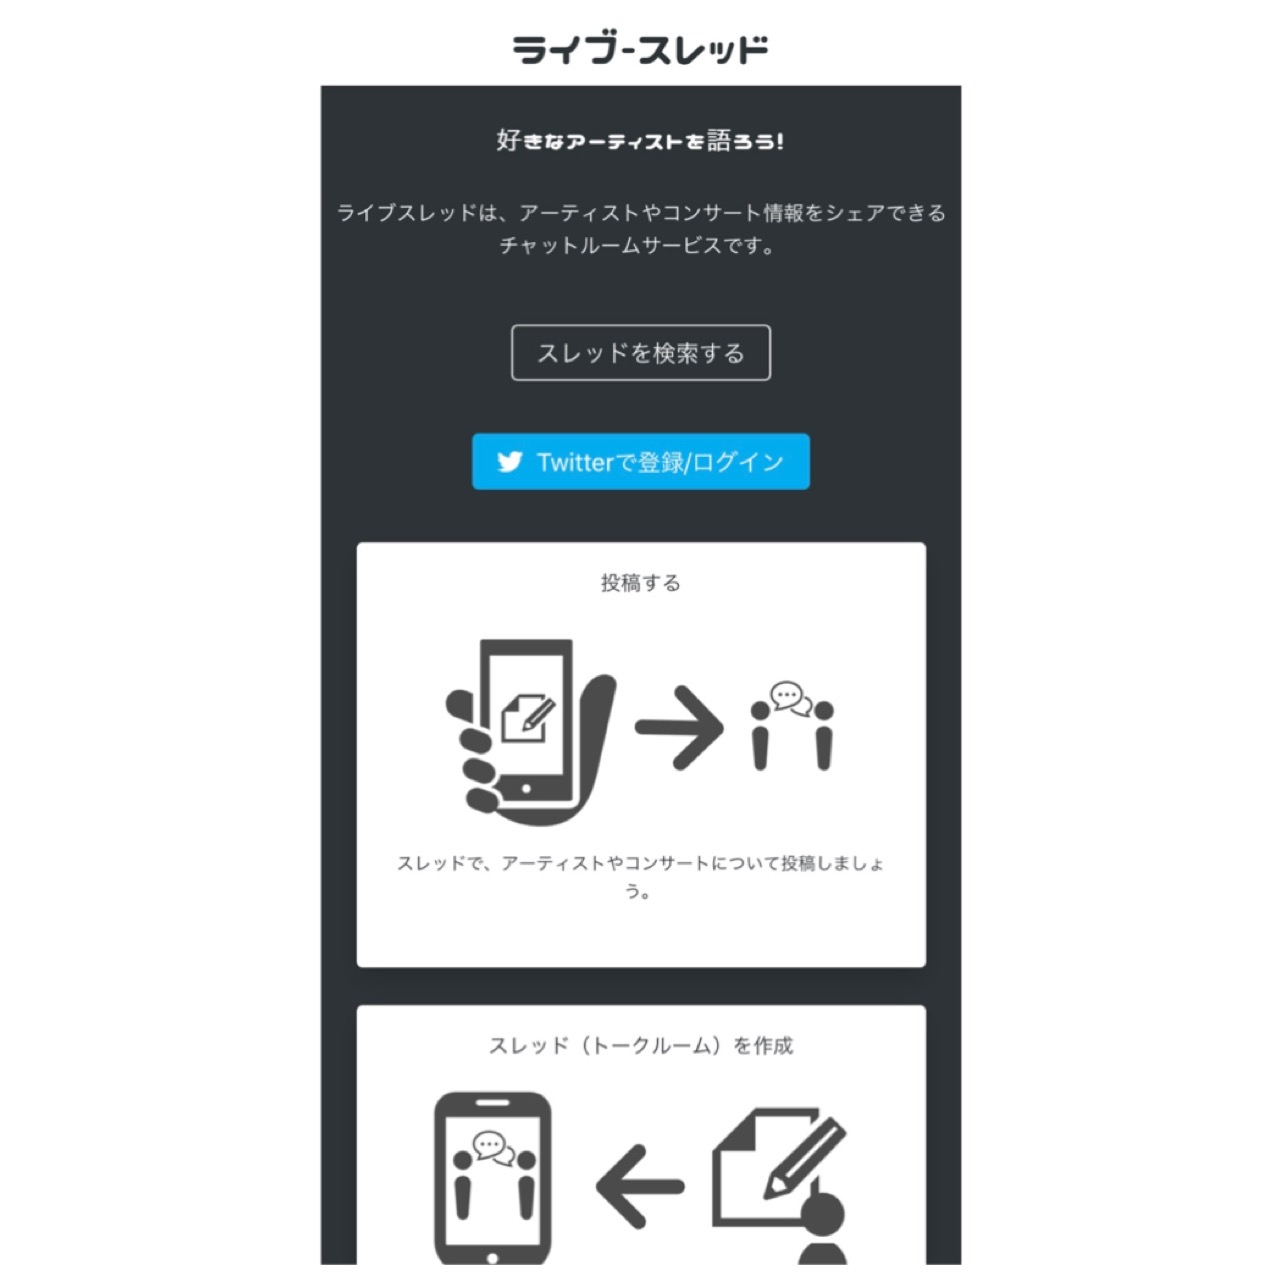 ライブ-スレッド
好きなアーティストを語ろう!
ライブスレッドは、アーティストやコンサート情報をシェアできる
チャットルームサービスです。
スレッドを検索する
Twitterで登録/ログイン
投稿する
スレッドで、アーティストやコンサートについて投稿しましょ
う。
スレッド（トークルーム）を作成